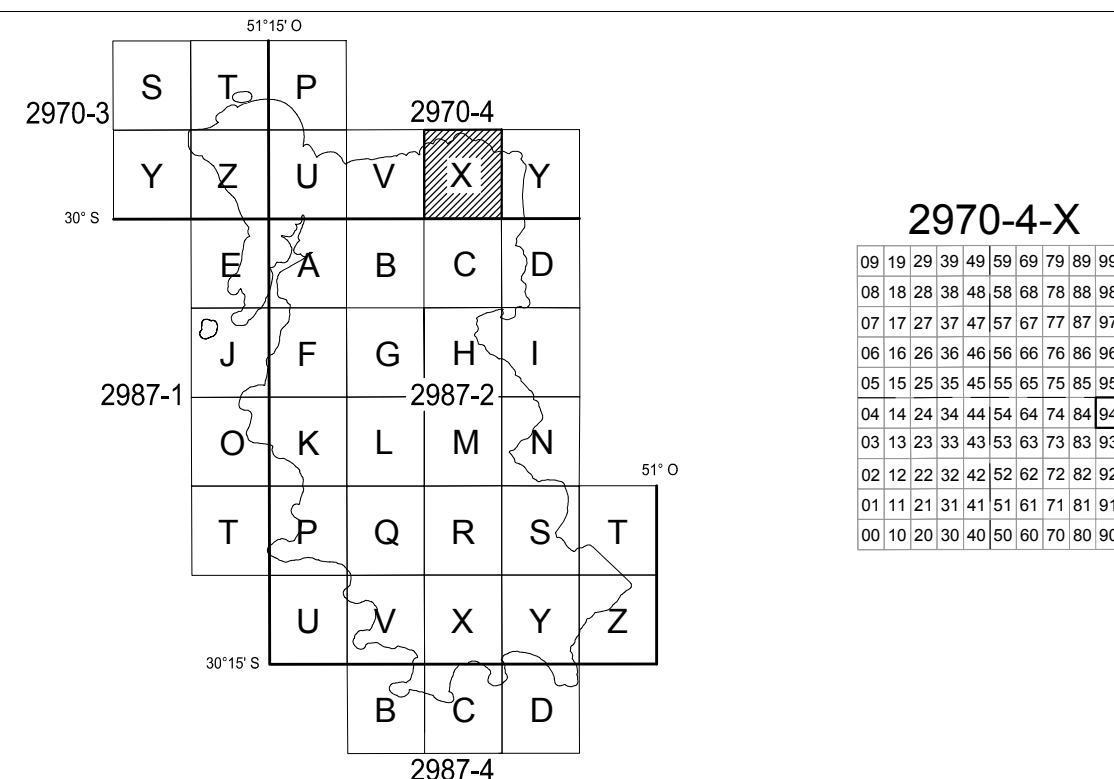 51°15' O
S T P
2970-3 2970-4
Y Z U V X Y
30° S
E A B C D
J F G H I
2987-1 2987-2
O K L M N
51° O
T P Q R S T
U V X Y Z
30°15' S
B C D
2987-4
2970-4-X
09 19 29 39 49 59 69 79 89 99
08 18 28 38 48 58 68 78 88 98
07 17 27 37 47 57 67 77 87 97
06 16 26 36 46 56 66 76 86 96
05 15 25 35 45 55 65 75 85 95
04 14 24 34 44 54 64 74 84 94
03 13 23 33 43 53 63 73 83 93
02 12 22 32 42 52 62 72 82 92
01 11 21 31 41 51 61 71 81 91
00 10 20 30 40 50 60 70 80 90